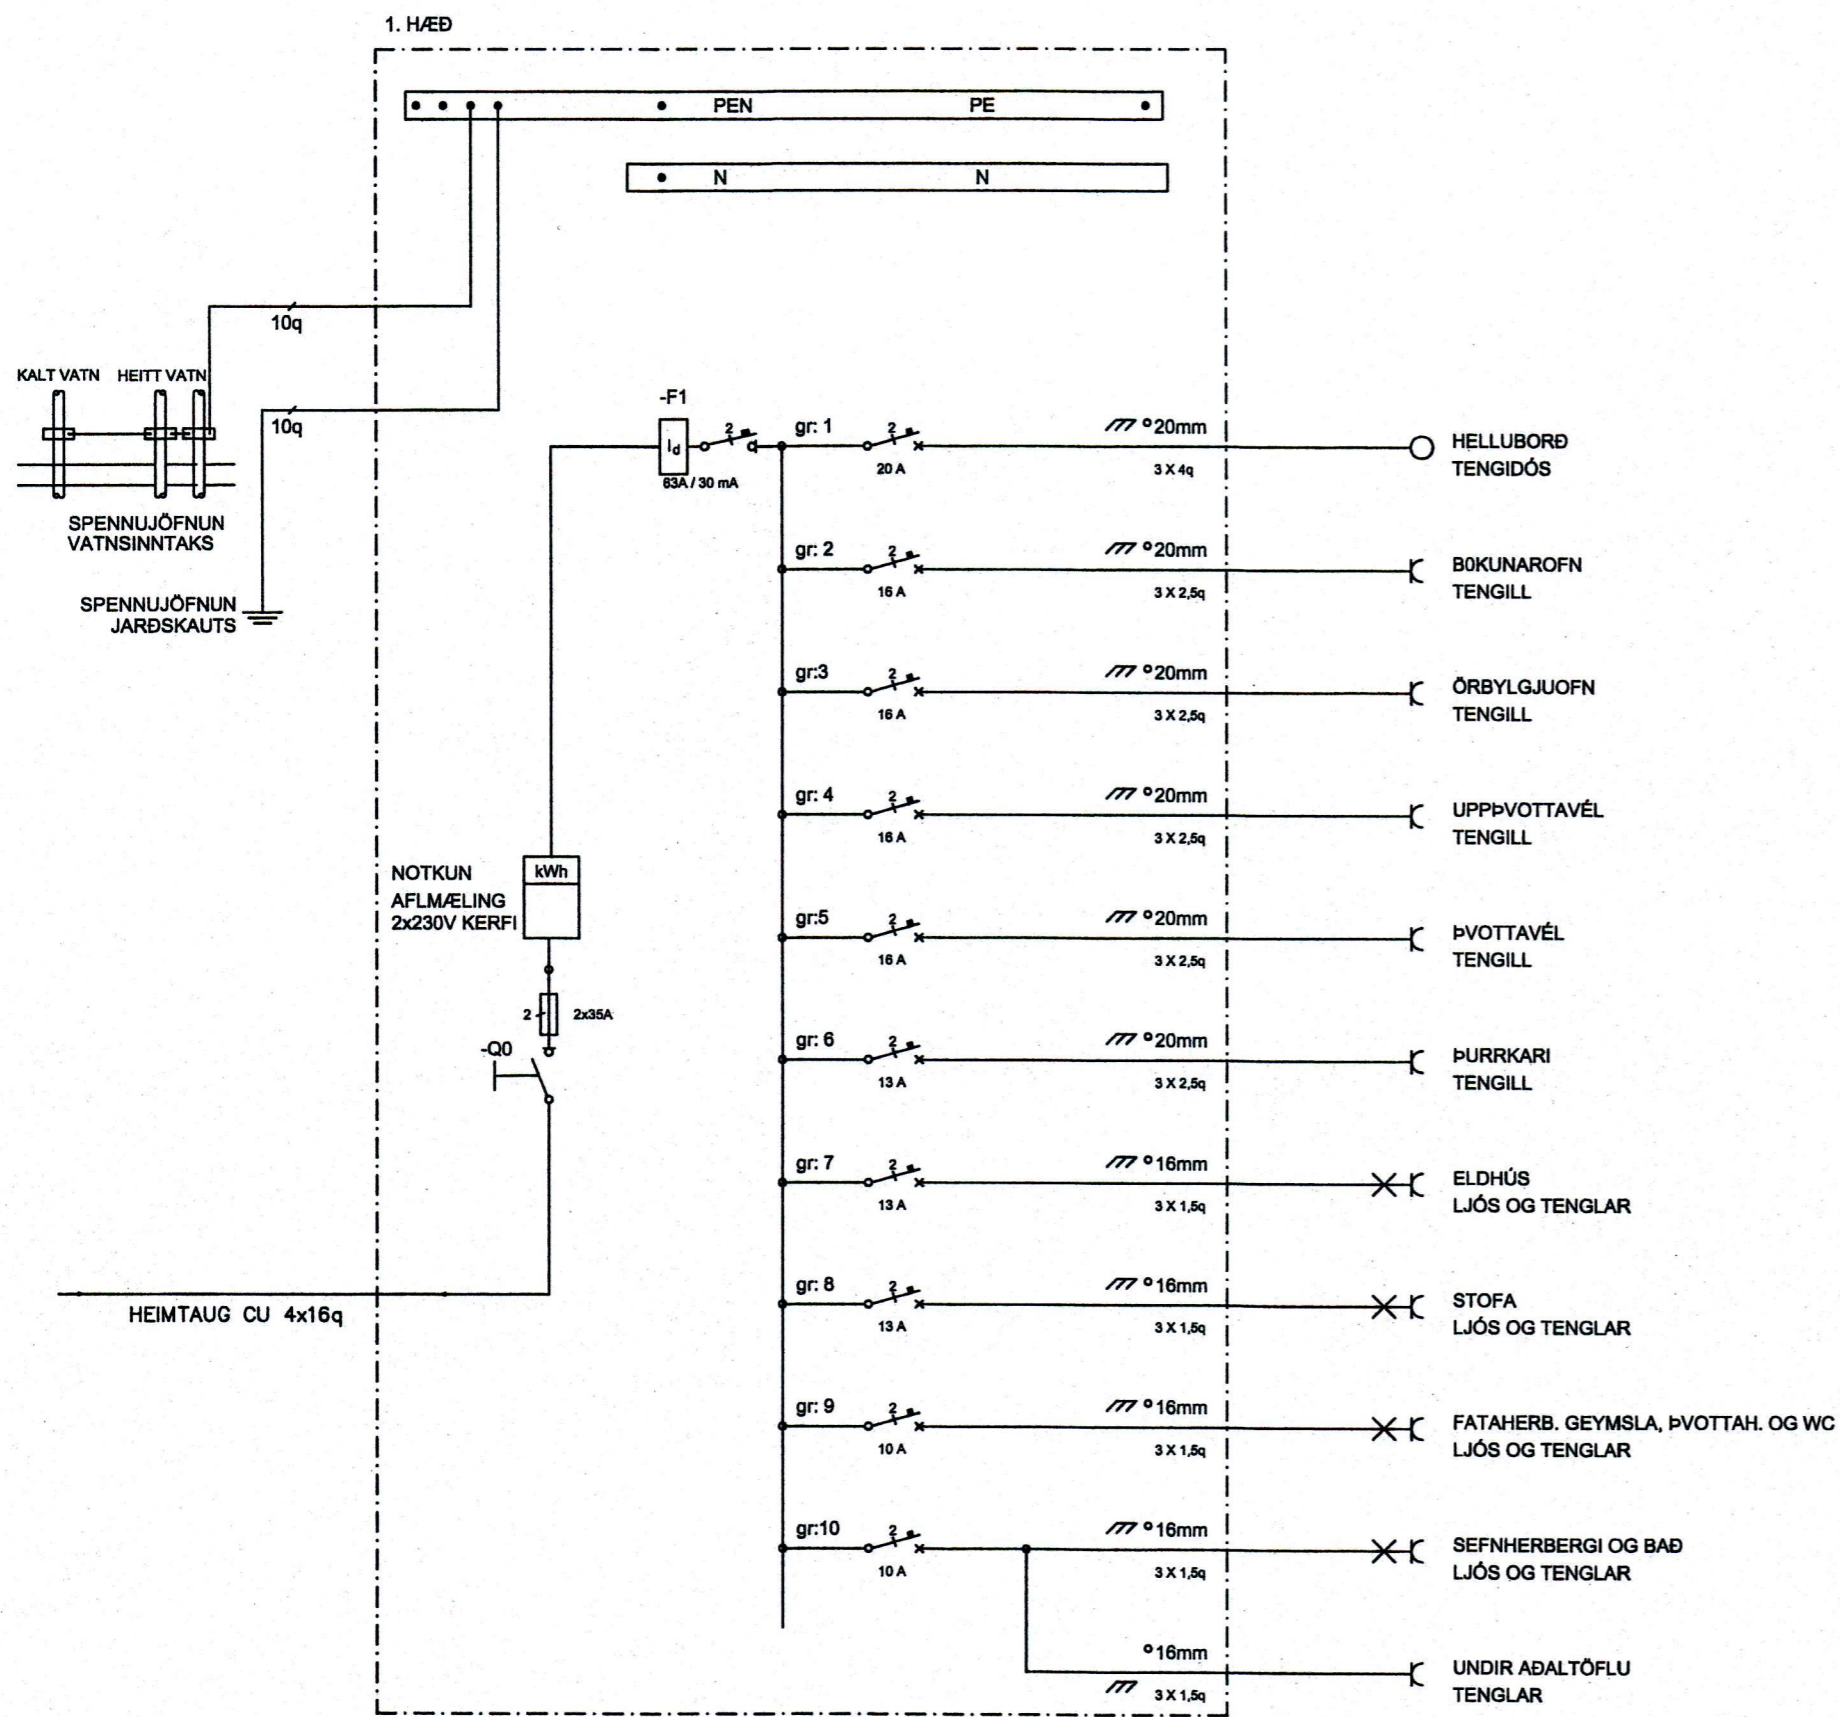 1. HÆÐ
PEN PE
N N
10q
KALT VATN HEITT VATN
10q
SPENNUJÖFNUN
VATNSINNTAKS
SPENNUJÖFNUN
JARÐSKAUTS
-F1
Id
2
63A / 30 mA
gr: 1 2 20mm
20 A 3 X 4q
HELLUBORÐ
TENGIDÓS
gr: 2 2 20mm
16 A 3 X 2,5q
B0KUNAROFN
TENGILL
gr:3 2 20mm
16 A 3 X 2,5q
ÖRBYLGJUOFN
TENGILL
gr: 4 2 20mm
16 A 3 X 2,5q
UPPÞVOTTAVÉL
TENGILL
NOTKUN
AFLMÆLING
2x230V KERFI
kWh
gr:5 2 20mm
16 A 3 X 2,5q
ÞVOTTAVÉL
TENGILL
2 2x35A
-Q0
gr: 6 2 20mm
13 A 3 X 2,5q
ÞURRKARI
TENGILL
gr: 7 2 16mm
13 A 3 X 1,5q
ELDHÚS
LJÓS OG TENGLAR
HEIMTAUG CU 4x16q
gr: 8 2 16mm
13 A 3 X 1,5q
STOFA
LJÓS OG TENGLAR
gr: 9 2 16mm
10 A 3 X 1,5q
FATAHERB. GEYMSLA, ÞVOTTAH. OG WC
LJÓS OG TENGLAR
gr:10 2 16mm
10 A 3 X 1,5q
SEFNHERBERGI OG BAÐ
LJÓS OG TENGLAR
16mm
3 X 1,5q
UNDIR AÐALTÖFLU
TENGLAR